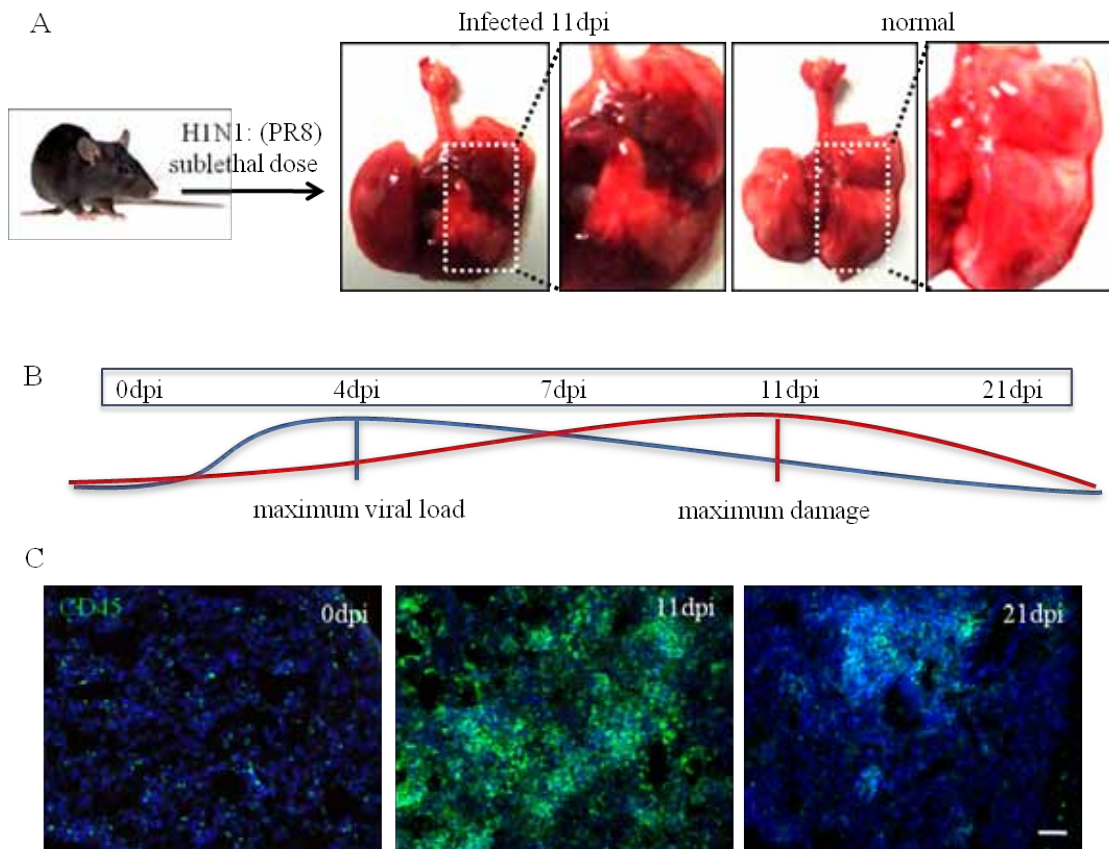 A
Infected 11dpi
normal
H1N1: (PR8)
sublethal dose
B
0dpi 4dpi 7dpi 11dpi 21dpi
maximum viral load
maximum damage
C
CD45
0dpi
11dpi
21dpi